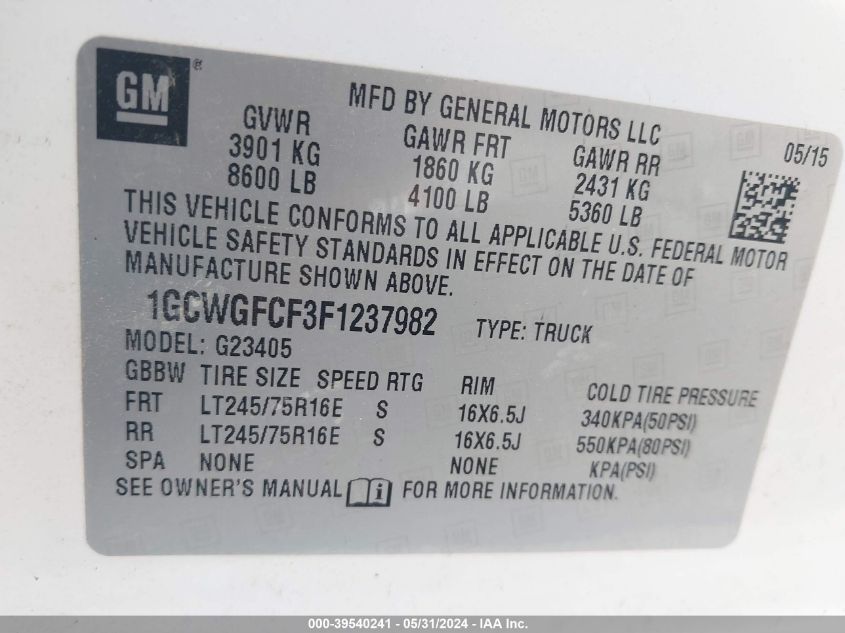 GM®
MFD BY GENERAL MOTORS LLC
05/15
GVWR GAWR FRT GAWR RR
3901 KG 1860 KG 2431 KG
8600 LB 4100 LB 5360 LB
THIS VEHICLE CONFORMS TO ALL APPLICABLE U.S. FEDERAL MOTOR
VEHICLE SAFETY STANDARDS IN EFFECT ON THE DATE OF
MANUFACTURE SHOWN ABOVE.
1GCWGFCF3F1237982 TYPE: TRUCK
MODEL: G23405
GBBW TIRE SIZE SPEED RTG RIM COLD TIRE PRESSURE
FRT LT245/75R16E S 16X6.5J 340KPA(50PSI)
RR LT245/75R16E S 16X6.5J 550KPA(80PSI)
SPA NONE NONE KPA(PSI)
SEE OWNER'S MANUAL i FOR MORE INFORMATION.
000-39540241 - 05/31/2024 - IAA Inc.